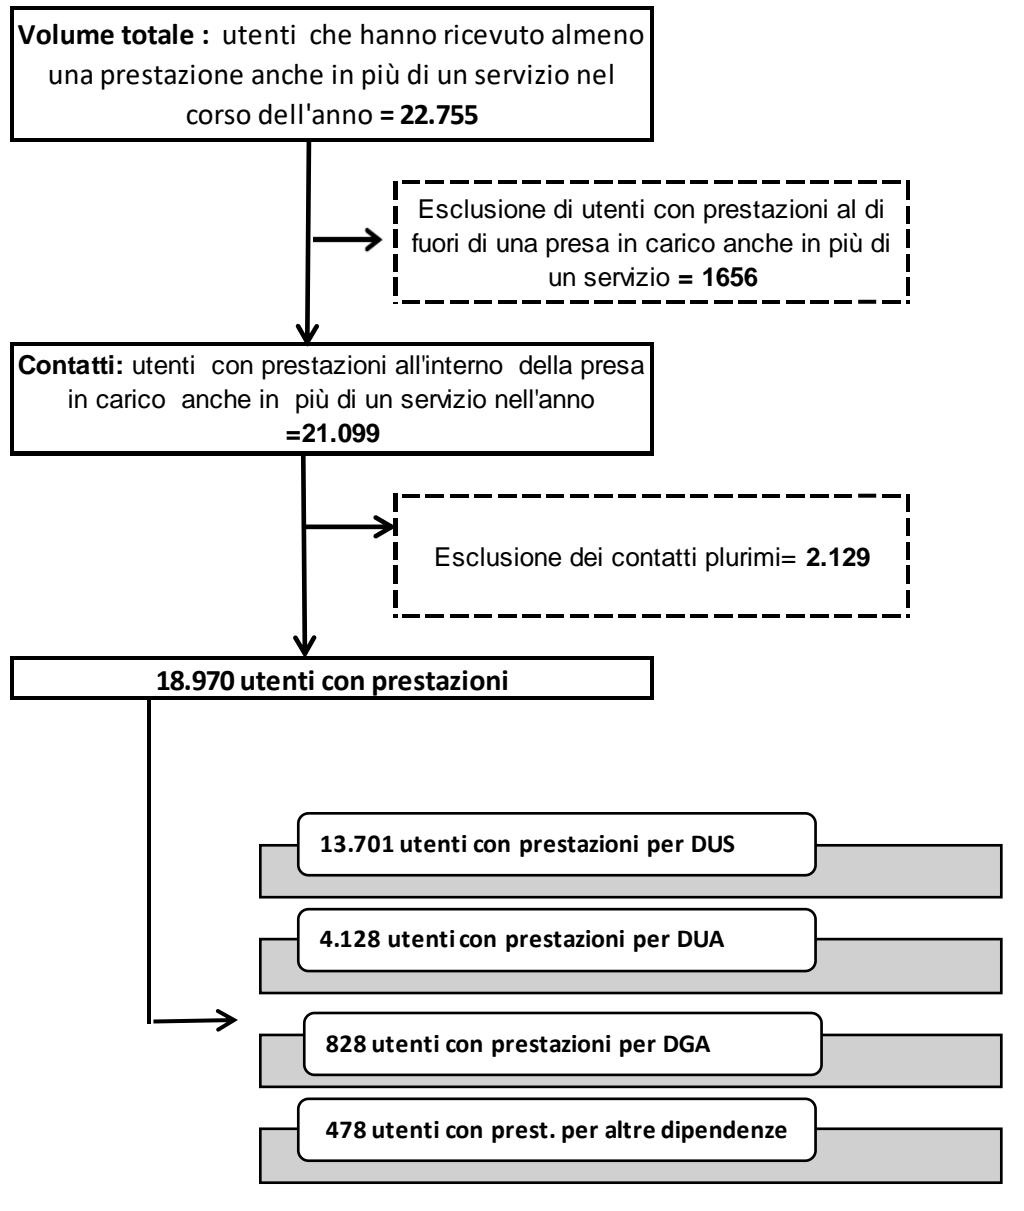 Volume totale : utenti che hanno ricevuto almeno
una prestazione anche in più di un servizio nel
corso dell'anno = 22.755
Esclusione di utenti con prestazioni al di
fuori di una presa in carico anche in più di
un servizio = 1656
Contatti: utenti con prestazioni all'interno della presa
in carico anche in più di un servizio nell'anno
=21.099
Esclusione dei contatti plurimi= 2.129
18.970 utenti con prestazioni
13.701 utenti con prestazioni per DUS
4.128 utenti con prestazioni per DUA
828 utenti con prestazioni per DGA
478 utenti con prest. per altre dipendenze